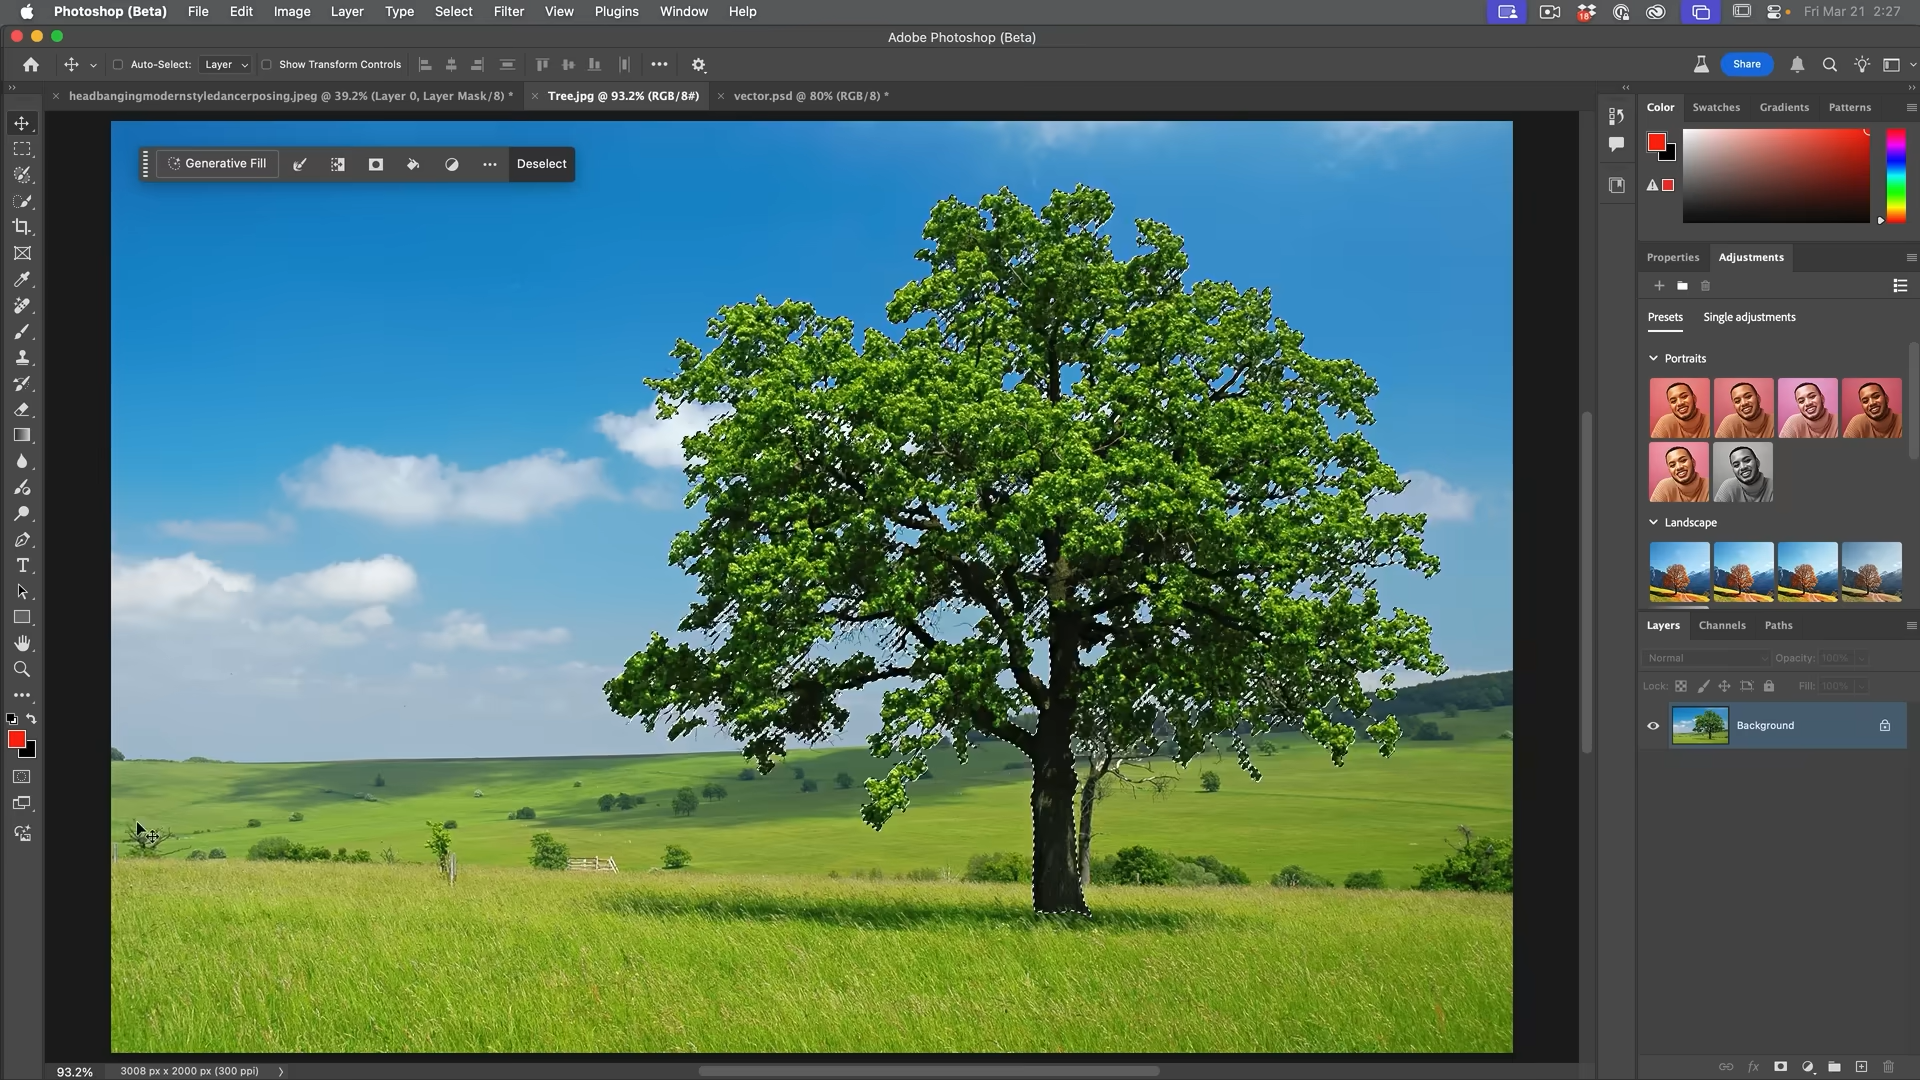 Photoshop (Beta) File Edit Image Layer Type Select Filter View Plugins Window Help
18
Fri Mar 21 2:27
Adobe Photoshop (Beta)
Auto-Select: Layer Show Transform Controls
Share
headbangingmodernstyledancerposing.jpeg @ 39.2% (Layer 0, Layer Mask/8) *
Tree.jpg @ 93.2% (RGB/8#)
vector.psd @ 80% (RGB/8) *
Generative Fill
Deselect
Color Swatches Gradients Patterns
Properties Adjustments
Presets Single adjustments
Portraits
Landscape
Layers Channels Paths
Normal Opacity: 100%
Lock: Fill: 100%
Background
fx
93.2% 3008 px x 2000 px (300 ppi)